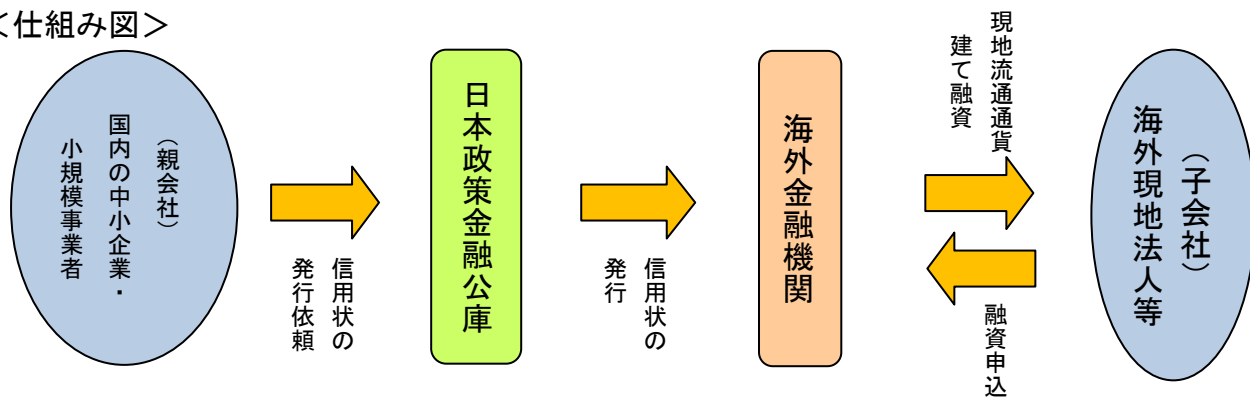 ＜仕組み図＞
（親会社）
国内の中小企業・
小規模事業者
信用状の
発行依頼
日本政策金融公庫
信用状の
発行
海外金融機関
現地流通通貨
建て融資
融資申込
（子会社）
海外現地法人等